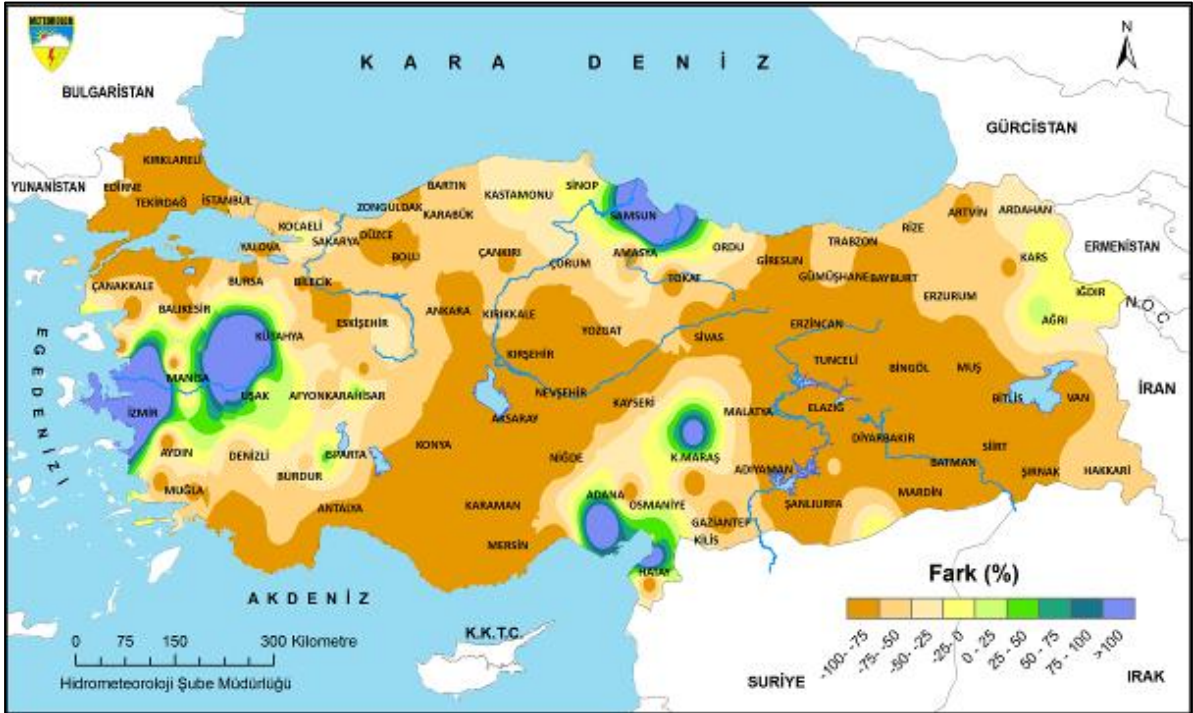 METEOROLOJİ
N
K A R A D E N İ Z
BULGARİSTAN
GÜRCİSTAN
YUNANİSTAN
ERMENİSTAN
N O C
İRAN
KIRKLARELİ
EDİRNE
TEKİRDAĞ
İSTANBUL
KOCAELİ
YALOVA
SAKARYA
ZONGULDAK
DÜZCE
BOLU
BARTIN
KARABÜK
KASTAMONU
SİNOP
SAMSUN
ÇANKIRI
ÇORUM
AMASYA
TOKAT
ORDU
GİRESUN
TRABZON
GÜMÜŞHANE
BAYBURT
RİZE
ARTVİN
ARDAHAN
KARS
IĞDIR
AĞRI
ERZURUM
ERZİNCAN
ÇANAKKALE
BALIKESİR
BURSA
BİLECİK
ESKİŞEHİR
KÜTAHYA
ANKARA
KIRIKKALE
YOZGAT
SİVAS
KIRŞEHİR
NEVŞEHİR
KAYSERİ
AKSARAY
TUNCELİ
BİNGÖL
MUŞ
BİTLİS
VAN
MANİSA
İZMİR
UŞAK
AFYONKARAHİSAR
MALATYA
ELAZIĞ
DİYARBAKIR
SİİRT
BATMAN
ŞIRNAK
HAKKARİ
AYDIN
DENİZLİ
BURDUR
ISPARTA
KONYA
NİĞDE
K.MARAŞ
ADIYAMAN
ŞANLIURFA
MARDİN
MUĞLA
ANTALYA
KARAMAN
MERSİN
ADANA
OSMANİYE
GAZİANTEP
KİLİS
HATAY
E G E D E N İ Z İ
A K D E N İ Z
K.K.T.C.
SURİYE
IRAK
0 75 150 300 Kilometre
Hidrometeoroloji Şube Müdürlüğü
Fark (%)
-100--75
-75--50
-50--25
-25-0
0 - 25
25 - 50
50 - 75
75 - 100
>100